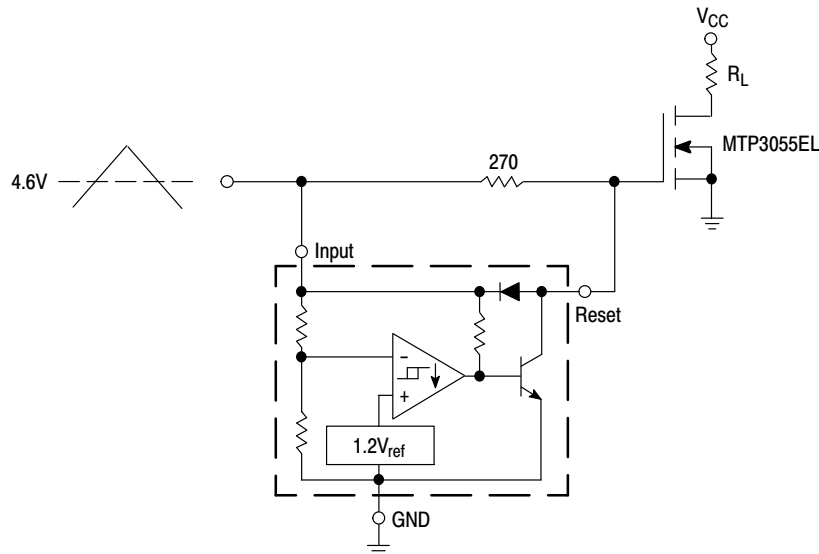 V_CC
R_L
270
MTP3055EL
4.6V
Input
Reset
–
+
1.2V_ref
GND